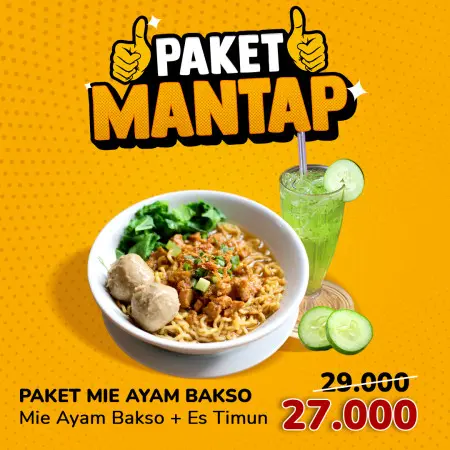 PAKET
MANTAP
PAKET MIE AYAM BAKSO
Mie Ayam Bakso + Es Timun
29.000
27.000